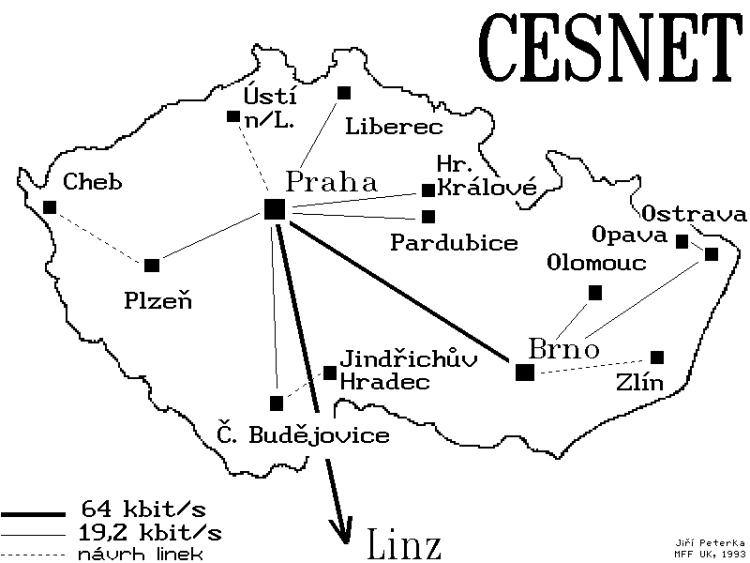 CESNET
Ústí
n/L.
Liberec
Hr.
Králové
Cheb
Praha
Pardubice
Ostrava
Opava
Olomouc
Plzeň
Brno
Jindřichův
Hradec
Zlín
Č. Budějovice
64 kbit/s
19,2 kbit/s
návrh linek
Linz
Jiří Peterka
MFF UK, 1993